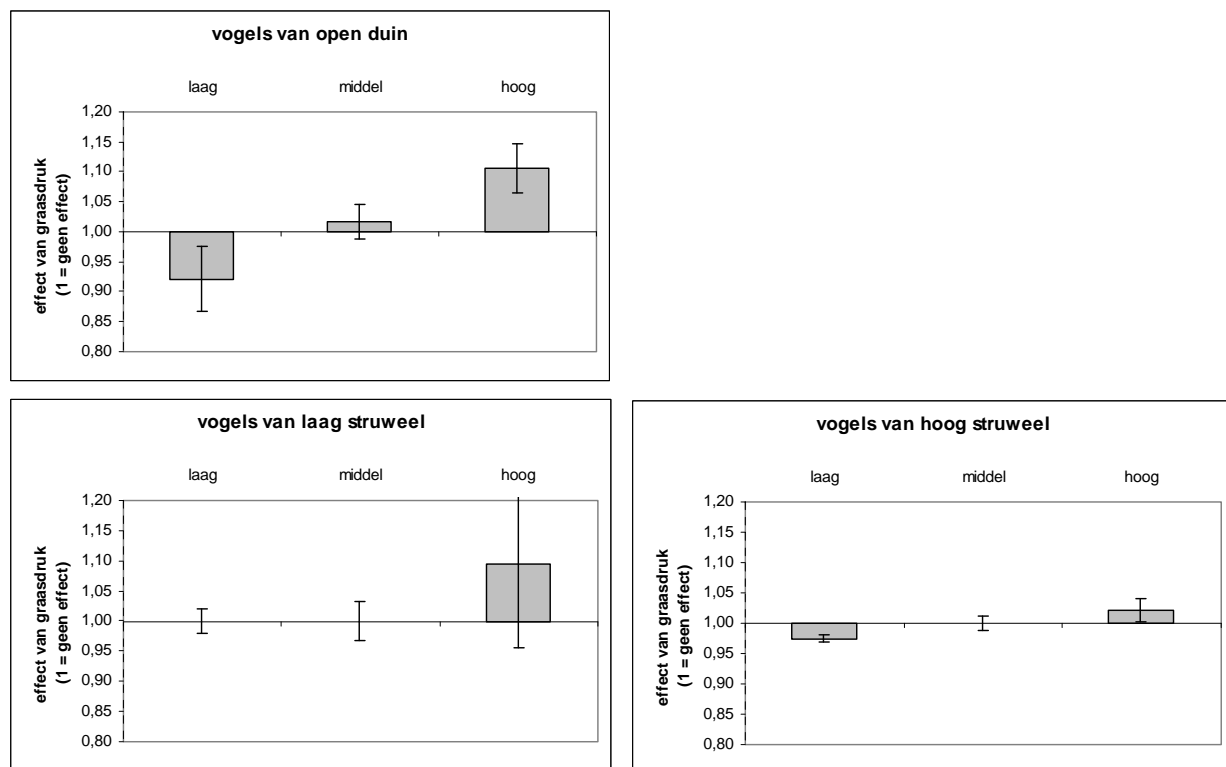 vogels van open duin
laag middel hoog
effect van graasdruk
(1 = geen effect)
1,20
1,15
1,10
1,05
1,00
0,95
0,90
0,85
0,80
vogels van laag struweel
laag middel hoog
effect van graasdruk
(1 = geen effect)
1,20
1,15
1,10
1,05
1,00
0,95
0,90
0,85
0,80
vogels van hoog struweel
laag middel hoog
effect van graasdruk
(1 = geen effect)
1,20
1,15
1,10
1,05
1,00
0,95
0,90
0,85
0,80